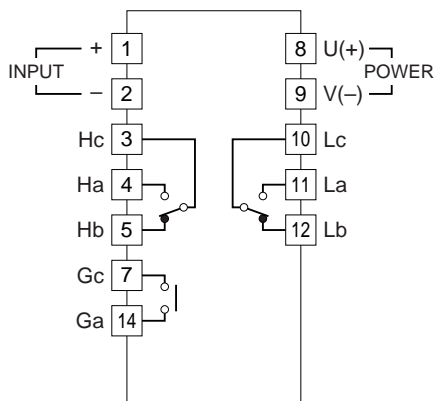 + 1
INPUT
– 2
Hc 3
Ha 4
Hb 5
Gc 7
Ga 14
8 U(+)
POWER
9 V(–)
10 Lc
11 La
12 Lb